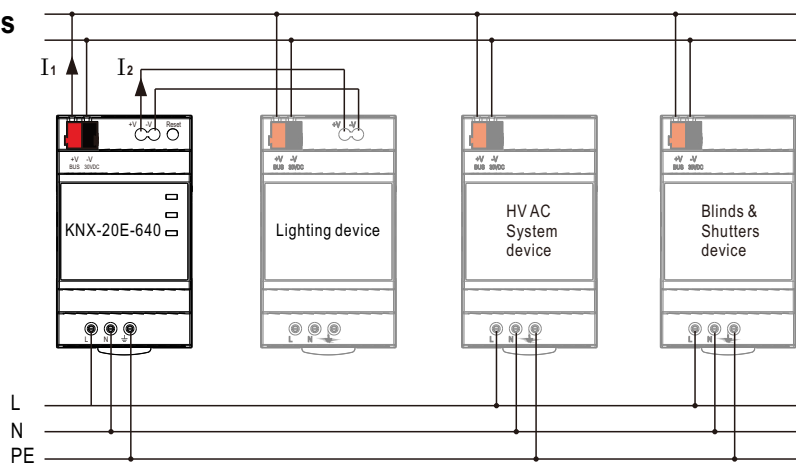 s
I1
I2
+V -V Reset
+V -V
BUS 30VDC
KNX-20E-640
L N
+V -V
+V -V
BUS 30VDC
Lighting device
L N
+V -V
BUS 30VDC
HV AC
System
device
L N
+V -V
BUS 30VDC
Blinds &
Shutters
device
L N
L
N
PE